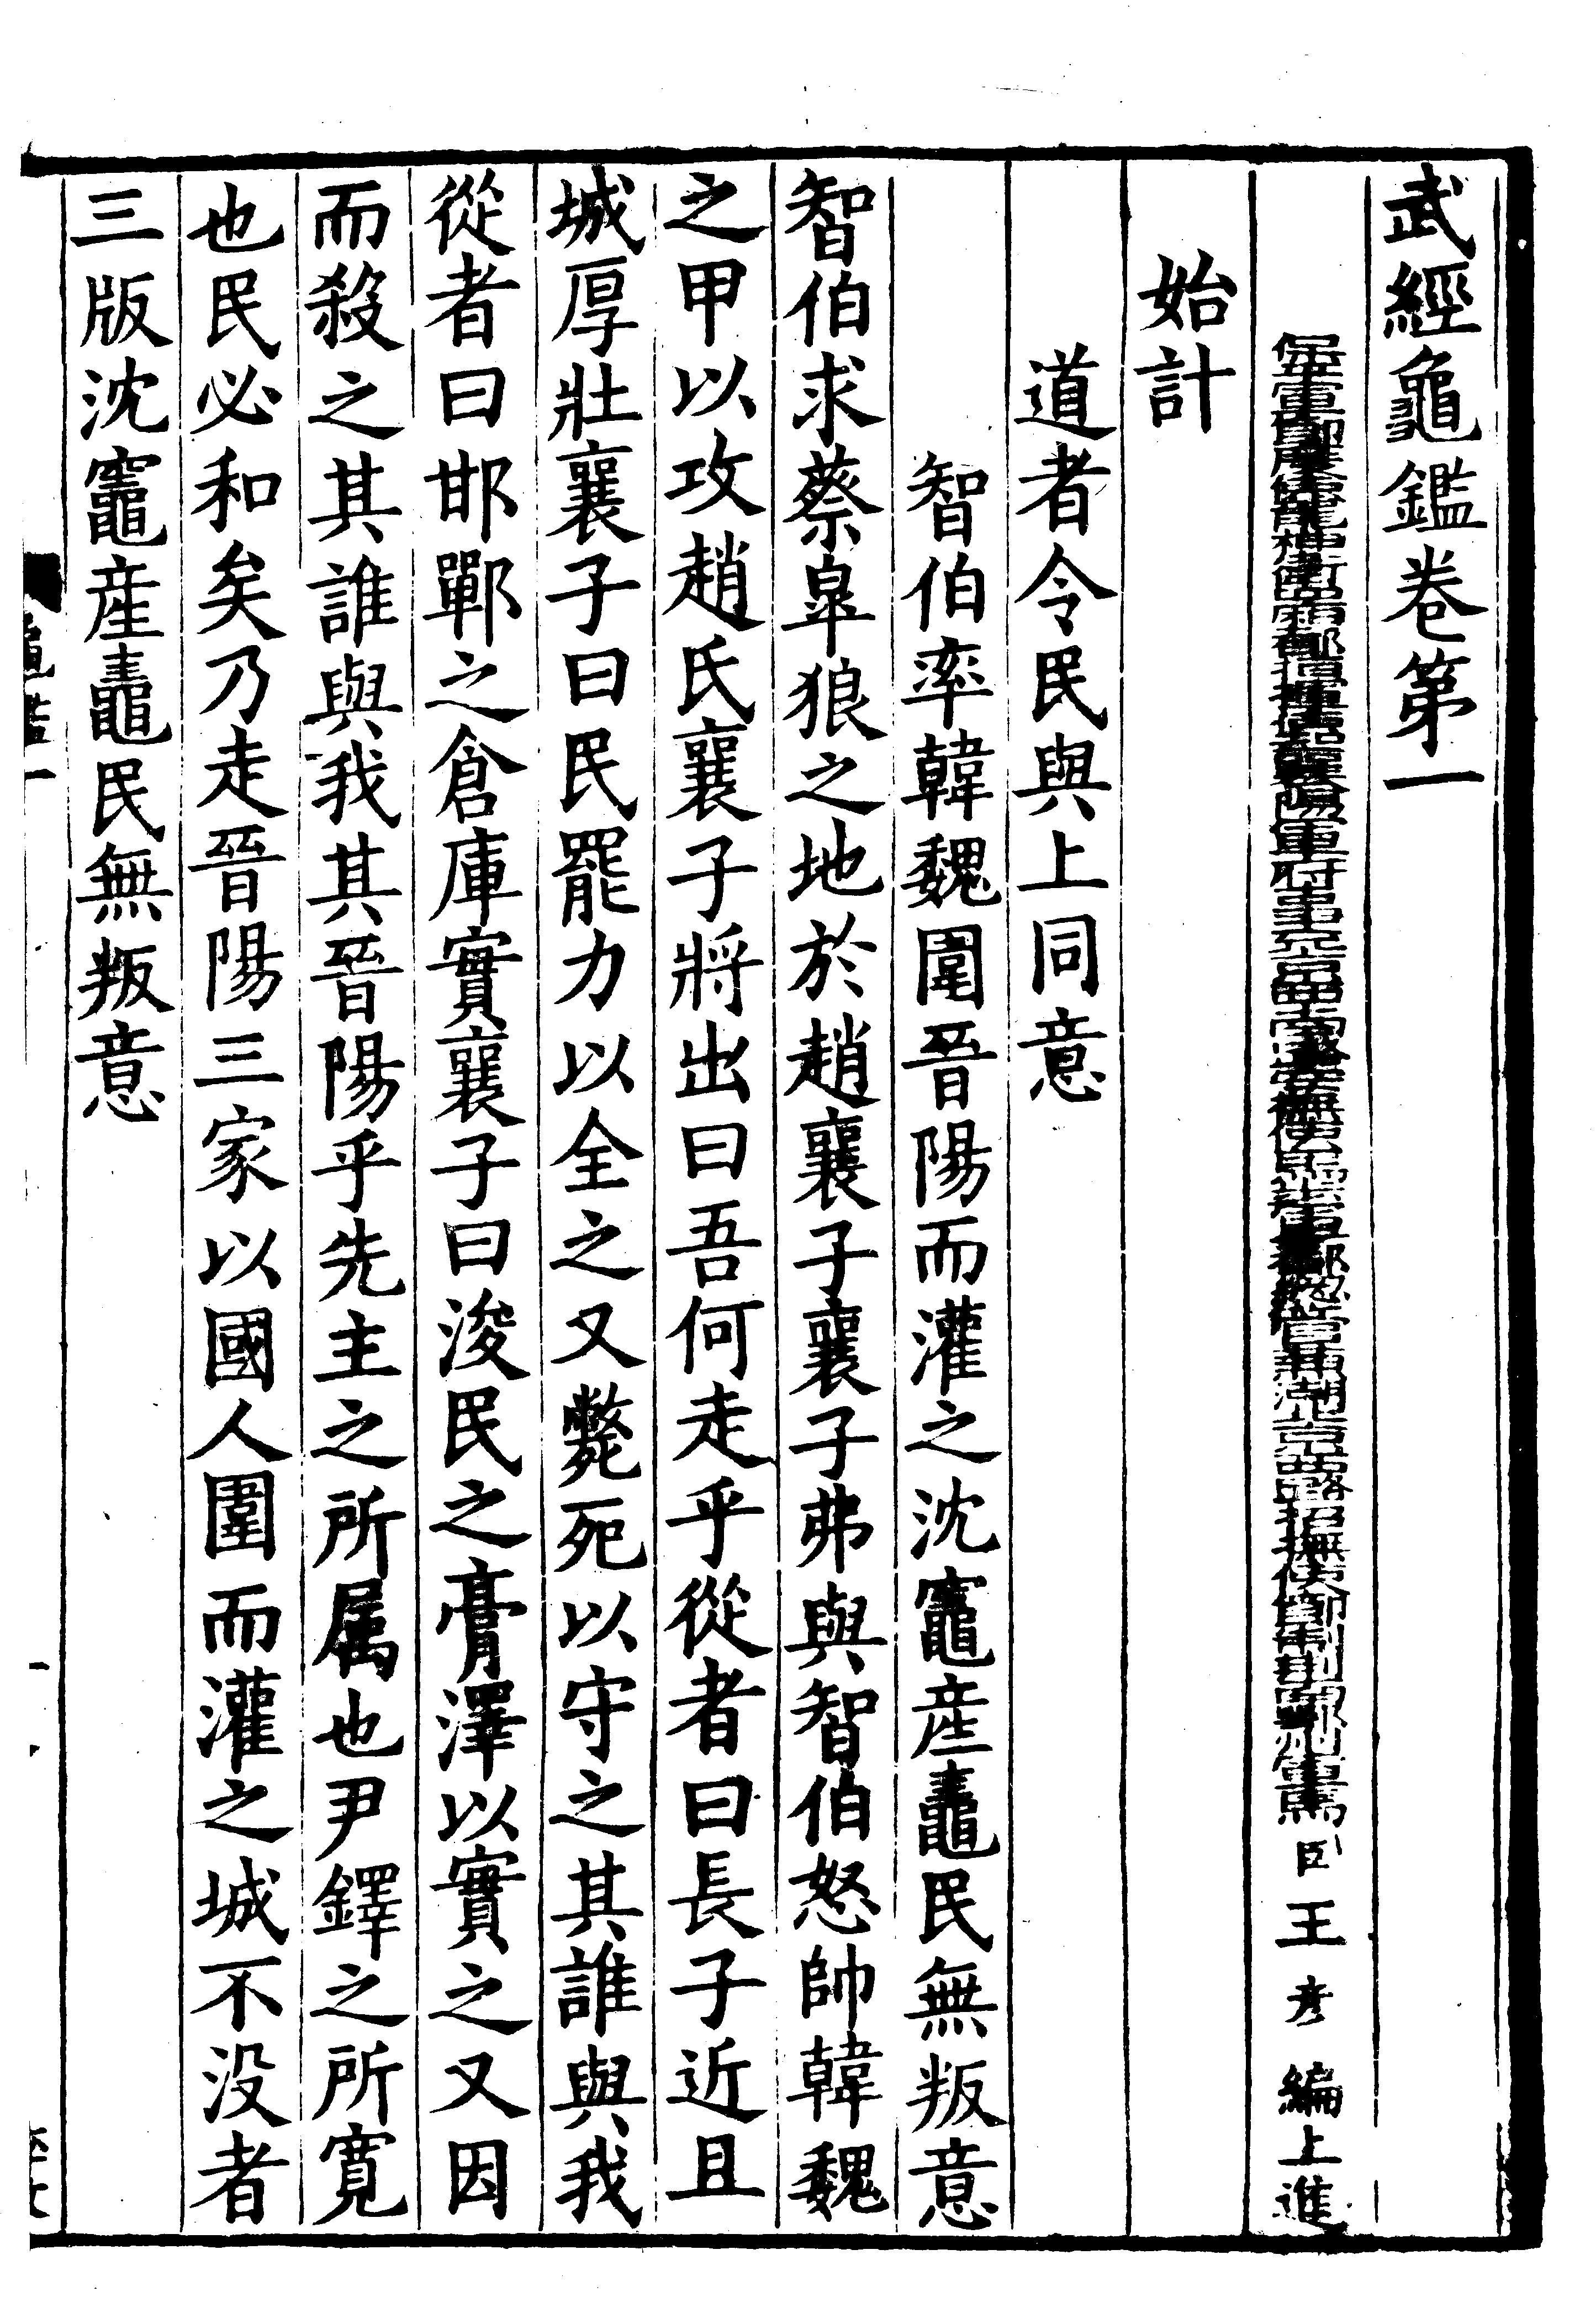 武經龜鑑卷第一
臣王彦編上進
始計
道者令民與上同意
智伯率韓魏圍晉陽而灌之沈竈産鼃民無叛意
智伯求蔡臯狼之地於趙襄子襄子弗與智伯怒帥韓魏
之甲以攻趙氏襄子將出曰吾何走乎從者曰長子近且
城厚壯襄子曰民罷力以全之又斃死以守之其誰與我
從者曰邯鄲之倉庫實襄子曰浚民之膏澤以實之又因
而殺之其誰與我其晉陽乎先主之所属也尹鐸之所寬
也民必和矣乃走晉陽三家以國人圍而灌之城不没者
三版沈竈産鼃民無叛意
龜鑑一